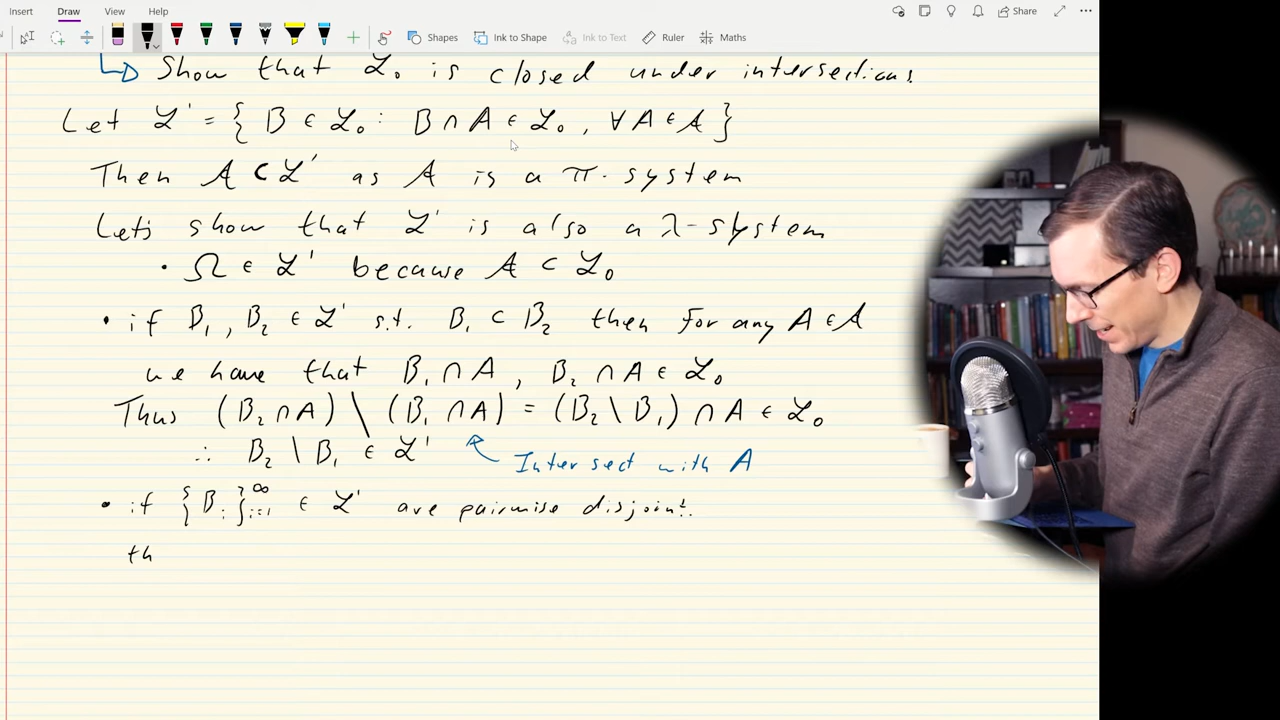 Insert Draw View Help Share
Shapes Ink to Shape Ink to Text Ruler Maths
↳ Show that ℒ₀ is closed under intersections.
Let ℒ' = { B ∈ ℒ₀ : B ∩ A ∈ ℒ₀ , ∀ A ∈ 𝒜 }
Then 𝒜 ⊂ ℒ' as 𝒜 is a π-system
Let's show that ℒ' is also a λ-system
• Ω ∈ ℒ' because 𝒜 ⊂ ℒ₀
• if B₁, B₂ ∈ ℒ' s.t. B₁ ⊂ B₂ then for any A ∈ 𝒜
we have that B₁ ∩ A , B₂ ∩ A ∈ ℒ₀
Thus (B₂ ∩ A) \ (B₁ ∩ A) = (B₂ \ B₁) ∩ A ∈ ℒ₀
∴ B₂ \ B₁ ∈ ℒ'
Intersect with A
• if {Bᵢ}ᵢ₌₁^∞ ∈ ℒ' are pairwise disjoint.
th